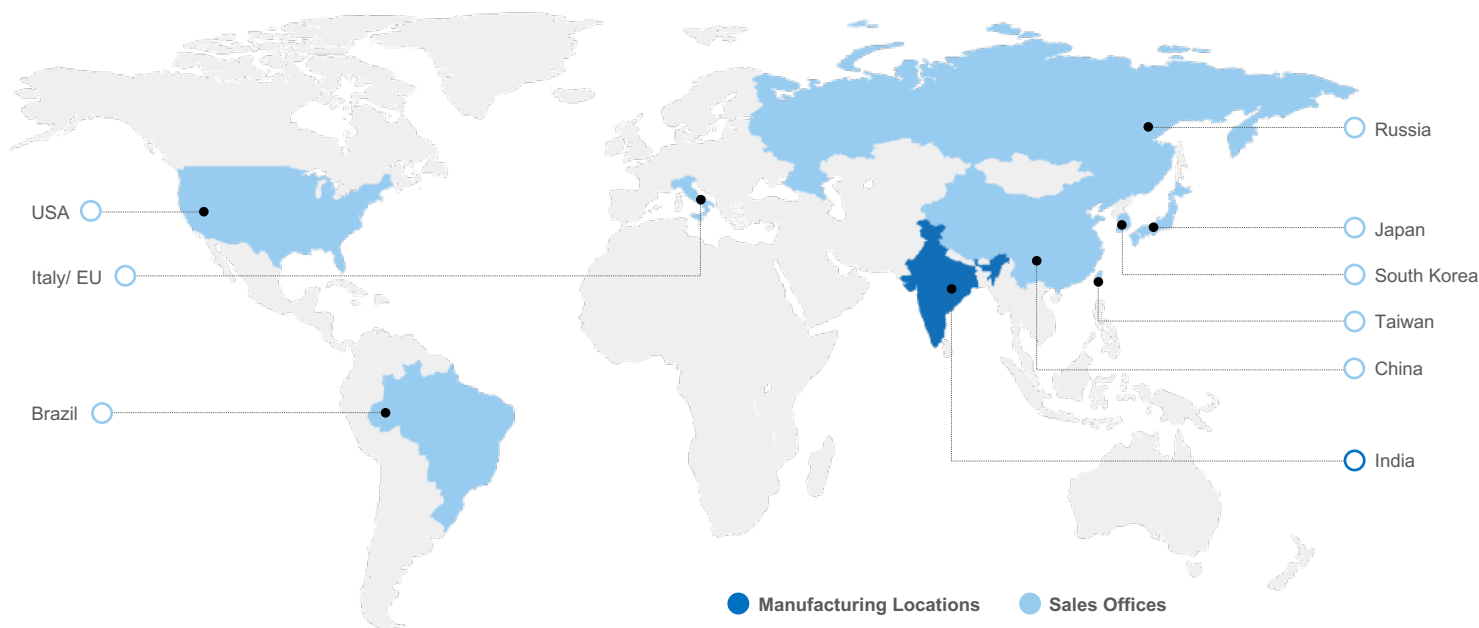 Russia
USA
Japan
Italy/ EU
South Korea
Taiwan
China
Brazil
India
Manufacturing Locations
Sales Offices